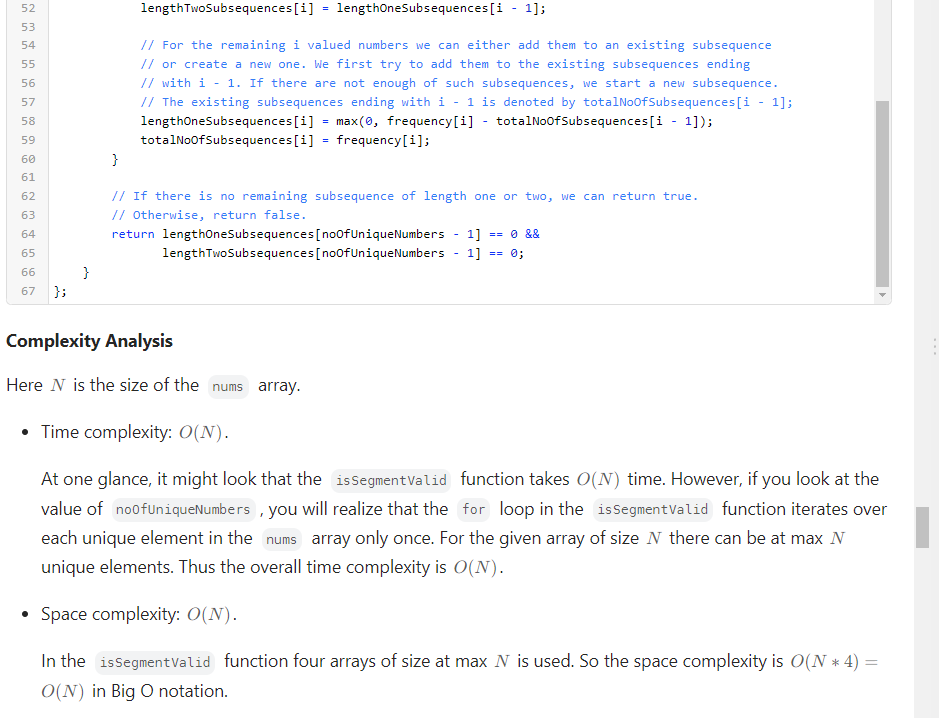 52 lengthTwoSubsequences[i] = lengthOneSubsequences[i - 1];
53
54 // For the remaining i valued numbers we can either add them to an existing subsequence
55 // or create a new one. We first try to add them to the existing subsequences ending
56 // with i - 1. If there are not enough of such subsequences, we start a new subsequence.
57 // The existing subsequences ending with i - 1 is denoted by totalNoOfSubsequences[i - 1];
58 lengthOneSubsequences[i] = max(0, frequency[i] - totalNoOfSubsequences[i - 1]);
59 totalNoOfSubsequences[i] = frequency[i];
60 }
61
62 // If there is no remaining subsequence of length one or two, we can return true.
63 // Otherwise, return false.
64 return lengthOneSubsequences[noOfUniqueNumbers - 1] == 0 &&
65 lengthTwoSubsequences[noOfUniqueNumbers - 1] == 0;
66 }
67 };
Complexity Analysis
Here N is the size of the nums array.
• Time complexity: O(N).
At one glance, it might look that the isSegmentValid function takes O(N) time. However, if you look at the
value of noOfUniqueNumbers , you will realize that the for loop in the isSegmentValid function iterates over
each unique element in the nums array only once. For the given array of size N there can be at max N
unique elements. Thus the overall time complexity is O(N).
• Space complexity: O(N).
In the isSegmentValid function four arrays of size at max N is used. So the space complexity is O(N ∗ 4) =
O(N) in Big O notation.